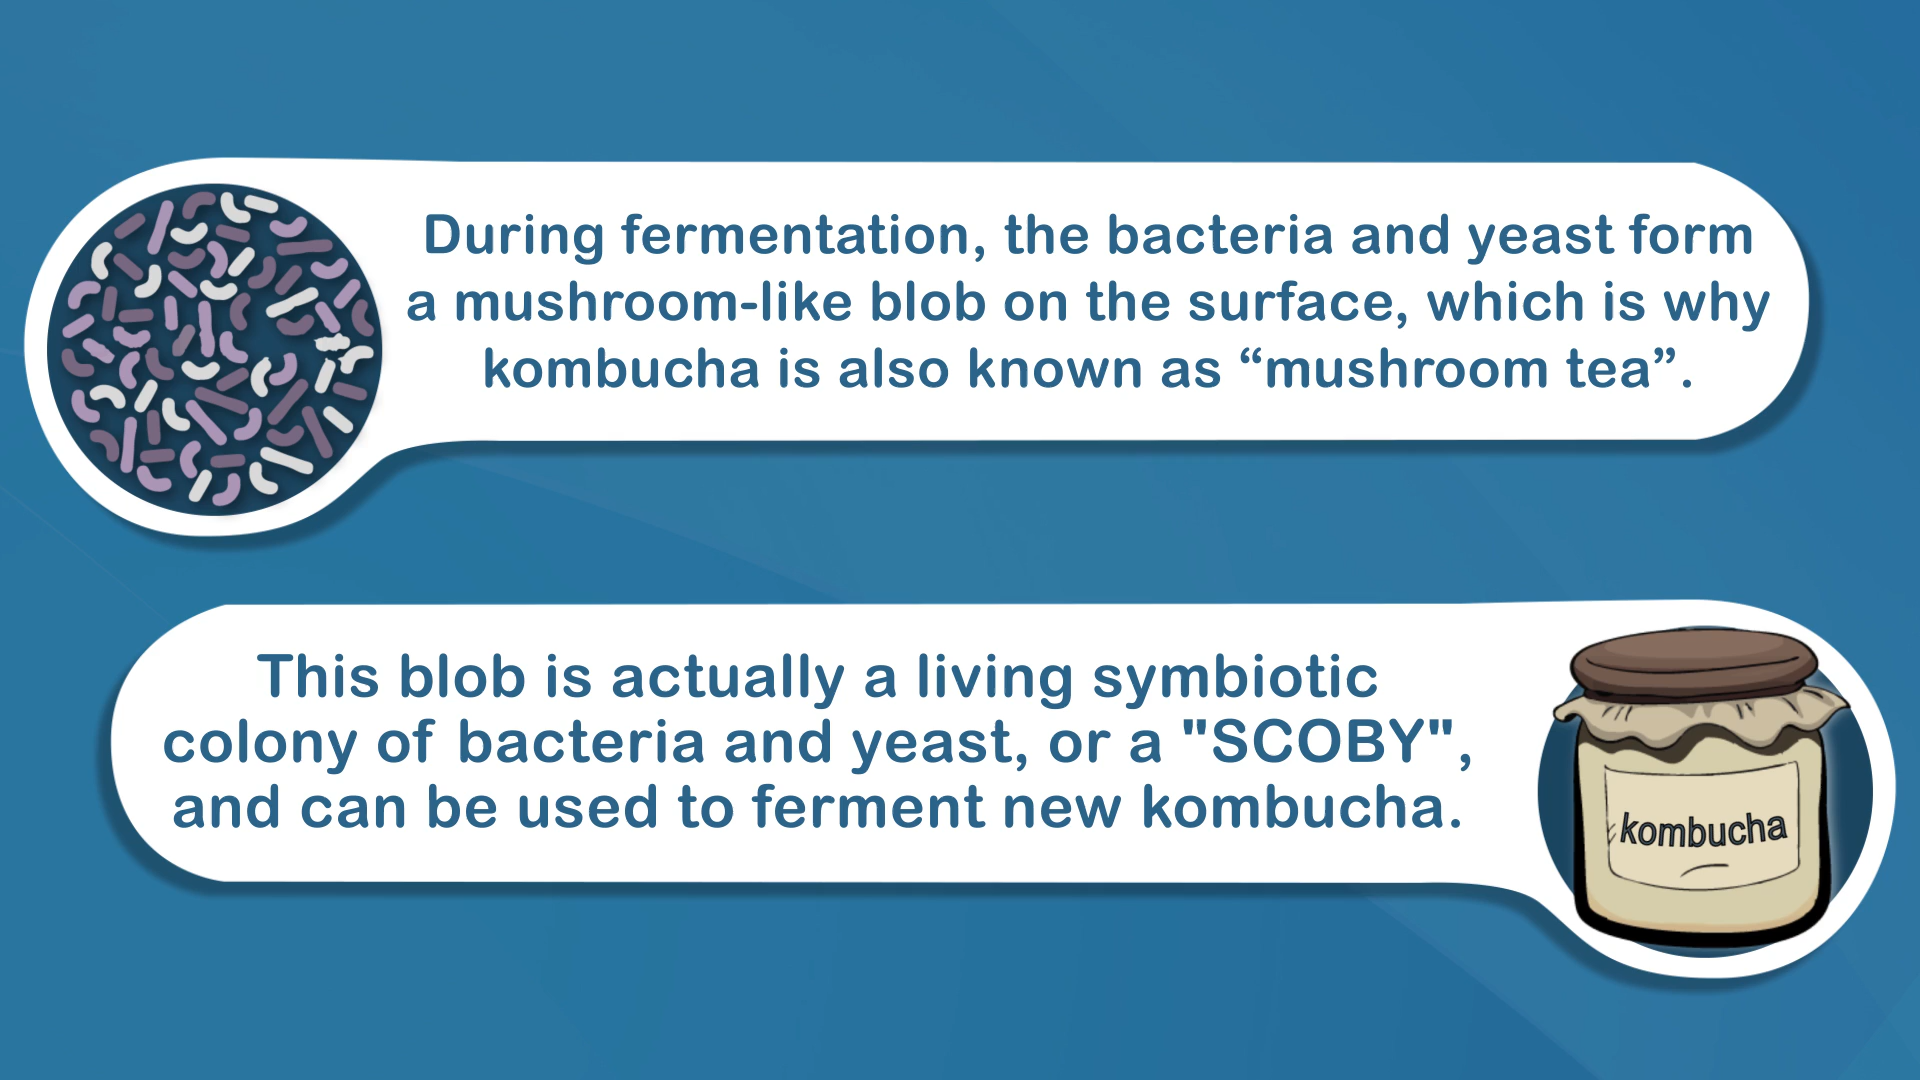 During fermentation, the bacteria and yeast form
a mushroom-like blob on the surface, which is why
kombucha is also known as “mushroom tea”.
This blob is actually a living symbiotic
colony of bacteria and yeast, or a "SCOBY",
and can be used to ferment new kombucha.
kombucha